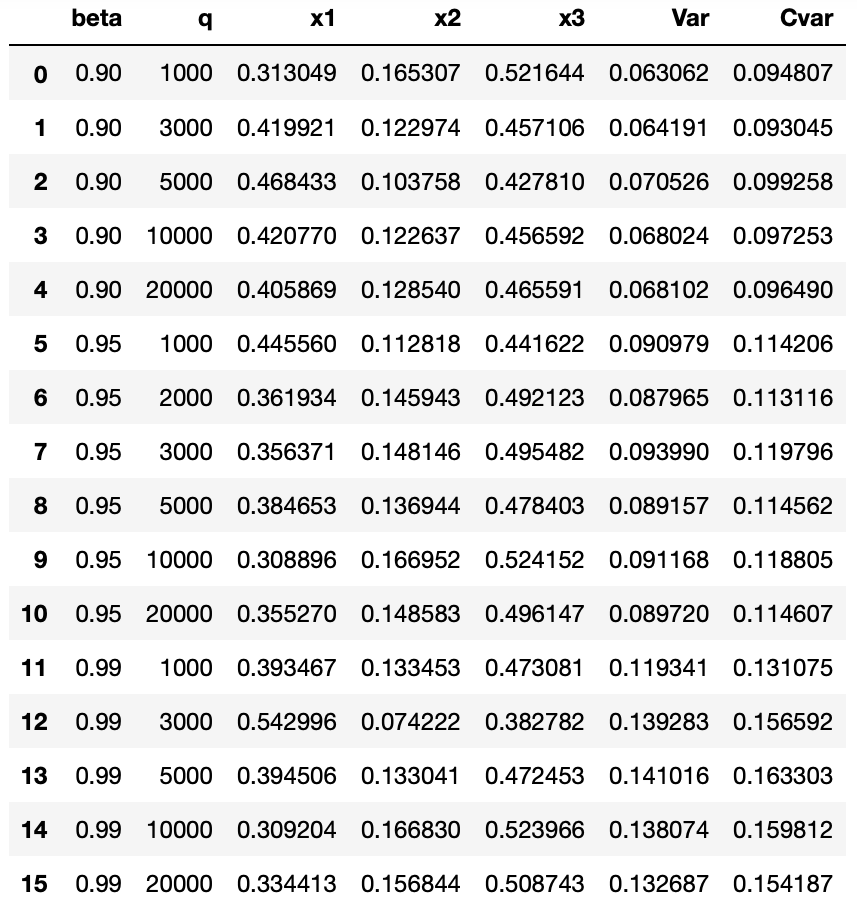 beta q x1 x2 x3 Var Cvar
0 0.90 1000 0.313049 0.165307 0.521644 0.063062 0.094807
1 0.90 3000 0.419921 0.122974 0.457106 0.064191 0.093045
2 0.90 5000 0.468433 0.103758 0.427810 0.070526 0.099258
3 0.90 10000 0.420770 0.122637 0.456592 0.068024 0.097253
4 0.90 20000 0.405869 0.128540 0.465591 0.068102 0.096490
5 0.95 1000 0.445560 0.112818 0.441622 0.090979 0.114206
6 0.95 2000 0.361934 0.145943 0.492123 0.087965 0.113116
7 0.95 3000 0.356371 0.148146 0.495482 0.093990 0.119796
8 0.95 5000 0.384653 0.136944 0.478403 0.089157 0.114562
9 0.95 10000 0.308896 0.166952 0.524152 0.091168 0.118805
10 0.95 20000 0.355270 0.148583 0.496147 0.089720 0.114607
11 0.99 1000 0.393467 0.133453 0.473081 0.119341 0.131075
12 0.99 3000 0.542996 0.074222 0.382782 0.139283 0.156592
13 0.99 5000 0.394506 0.133041 0.472453 0.141016 0.163303
14 0.99 10000 0.309204 0.166830 0.523966 0.138074 0.159812
15 0.99 20000 0.334413 0.156844 0.508743 0.132687 0.154187